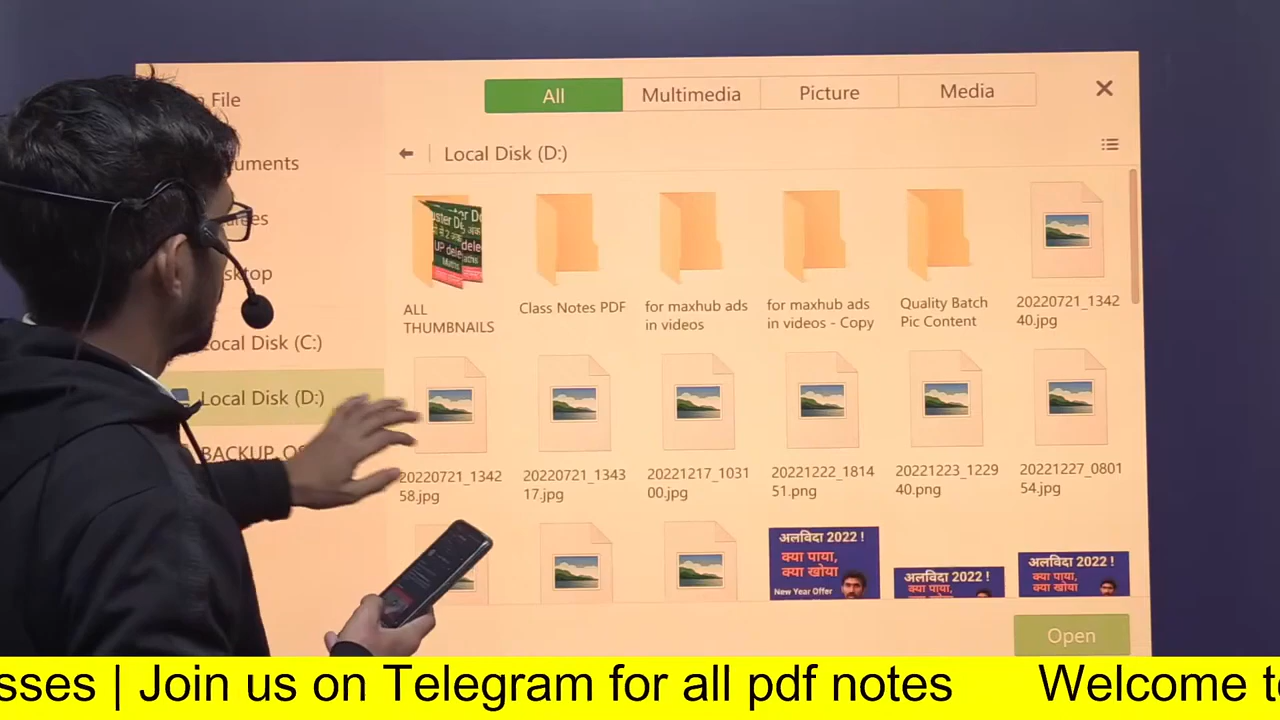 File
All
Multimedia
Picture
Media
Local Disk (D:)
Local Disk (C:)
Local Disk (D:)
BACKUP_OS
ALL
THUMBNAILS
Class Notes PDF
for maxhub ads
in videos
for maxhub ads
in videos - Copy
Quality Batch
Pic Content
20220721_1342
40.jpg
20220721_1342
58.jpg
20220721_1343
17.jpg
20221217_1031
00.jpg
20221222_1814
51.png
20221223_1229
40.png
20221227_0801
54.jpg
अलविदा 2022 !
क्या पाया,
क्या खोया
New Year Offer
अलविदा 2022 !
क्या पाया,
अलविदा 2022 !
क्या पाया,
क्या खोया
Open
sses | Join us on Telegram for all pdf notes
Welcome t